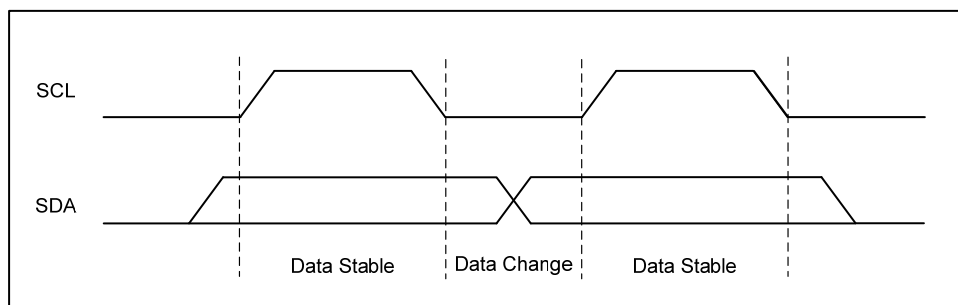 SCL
SDA
Data Stable
Data Change
Data Stable